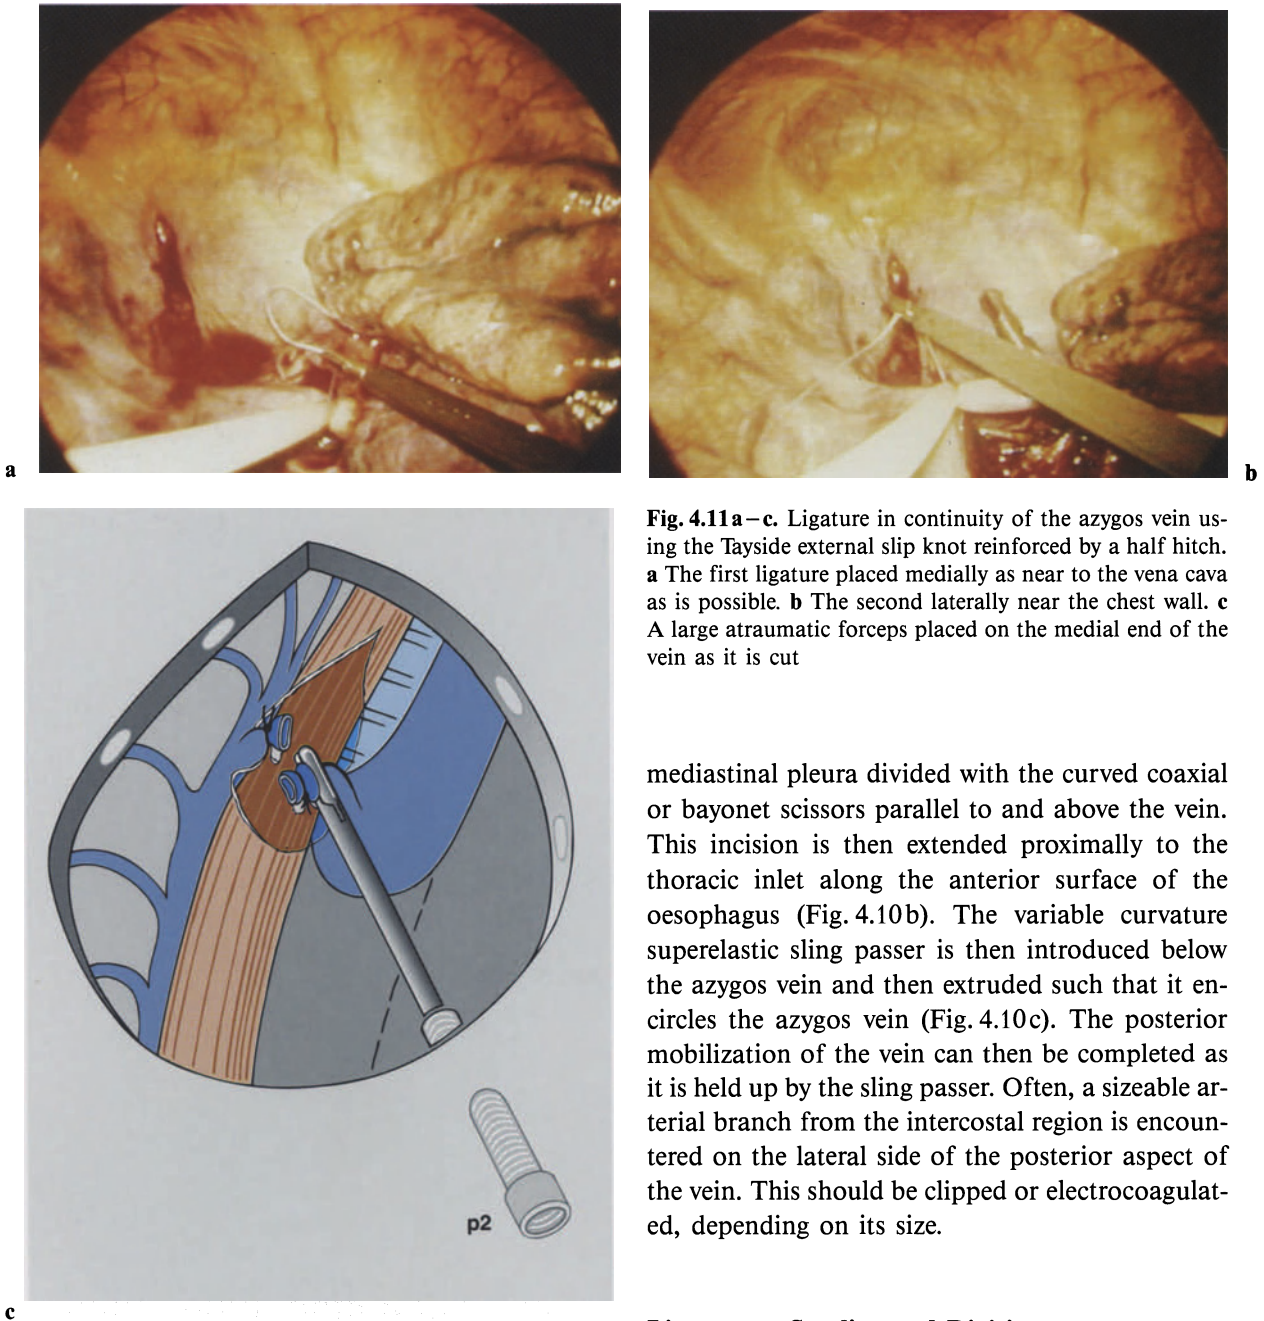 a
b
Fig. 4.11a–c. Ligature in continuity of the azygos vein us-
ing the Tayside external slip knot reinforced by a half hitch.
a The first ligature placed medially as near to the vena cava
as is possible. b The second laterally near the chest wall. c
A large atraumatic forceps placed on the medial end of the
vein as it is cut
mediastinal pleura divided with the curved coaxial
or bayonet scissors parallel to and above the vein.
This incision is then extended proximally to the
thoracic inlet along the anterior surface of the
oesophagus (Fig. 4.10b). The variable curvature
superelastic sling passer is then introduced below
the azygos vein and then extruded such that it en-
circles the azygos vein (Fig. 4.10c). The posterior
mobilization of the vein can then be completed as
it is held up by the sling passer. Often, a sizeable ar-
terial branch from the intercostal region is encoun-
tered on the lateral side of the posterior aspect of
the vein. This should be clipped or electrocoagulat-
ed, depending on its size.
p2
c